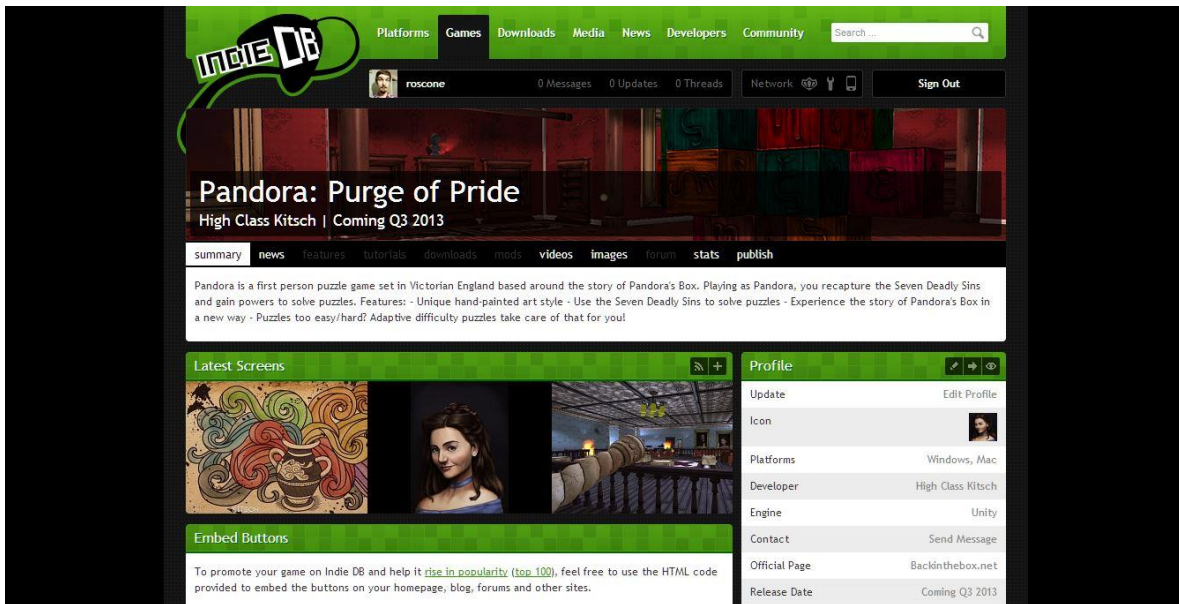 INDIE DB
Platforms Games Downloads Media News Developers Community Search ...
roscone 0 Messages 0 Updates 0 Threads Network Sign Out
Pandora: Purge of Pride
High Class Kitsch | Coming Q3 2013
summary news features tutorials downloads mods videos images forum stats publish
Pandora is a first person puzzle game set in Victorian England based around the story of Pandora's Box. Playing as Pandora, you recapture the Seven Deadly Sins
and gain powers to solve puzzles. Features: - Unique hand-painted art style - Use the Seven Deadly Sins to solve puzzles - Experience the story of Pandora's Box in
a new way - Puzzles too easy/hard? Adaptive difficulty puzzles take care of that for you!
Latest Screens
KITSCH
Embed Buttons
To promote your game on Indie DB and help it rise in popularity (top 100), feel free to use the HTML code
provided to embed the buttons on your homepage, blog, forums and other sites.
Profile
Update Edit Profile
Icon
Platforms Windows, Mac
Developer High Class Kitsch
Engine Unity
Contact Send Message
Official Page Backinthebox.net
Release Date Coming Q3 2013